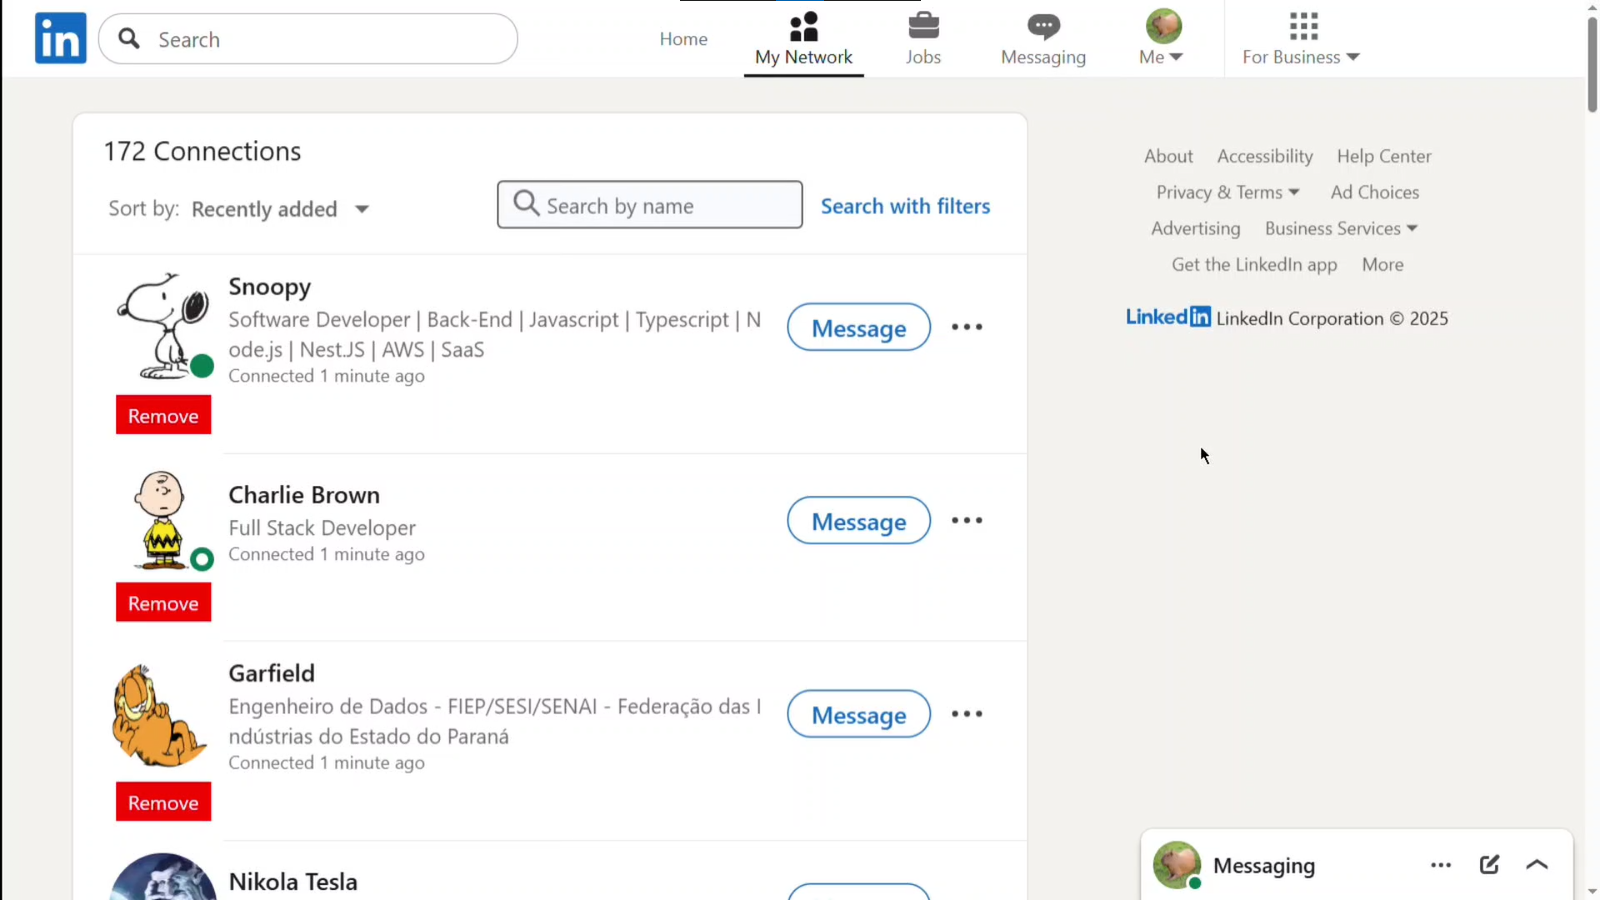 in Search Home My Network Jobs Messaging Me For Business
172 Connections
Sort by: Recently added Search by name Search with filters
Snoopy
Software Developer | Back-End | Javascript | Typescript | N
ode.js | Nest.JS | AWS | SaaS
Connected 1 minute ago
Message
Remove
Charlie Brown
Full Stack Developer
Connected 1 minute ago
Message
Remove
Garfield
Engenheiro de Dados - FIEP/SESI/SENAI - Federação das I
ndústrias do Estado do Paraná
Connected 1 minute ago
Message
Remove
Nikola Tesla
About Accessibility Help Center
Privacy & Terms Ad Choices
Advertising Business Services
Get the LinkedIn app More
LinkedIn LinkedIn Corporation © 2025
Messaging